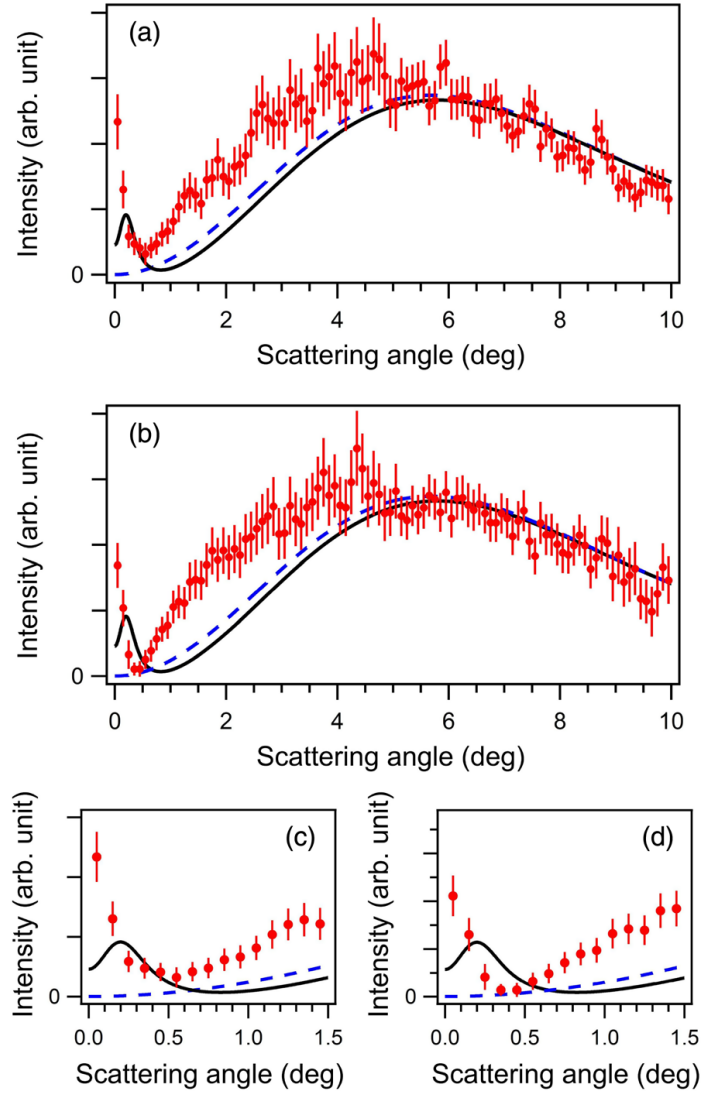 (a)
Intensity (arb. unit)
0
0 2 4 6 8 10
Scattering angle (deg)
(b)
Intensity (arb. unit)
0
0 2 4 6 8 10
Scattering angle (deg)
(c)
Intensity (arb. unit)
0
0.0 0.5 1.0 1.5
Scattering angle (deg)
(d)
Intensity (arb. unit)
0
0.0 0.5 1.0 1.5
Scattering angle (deg)